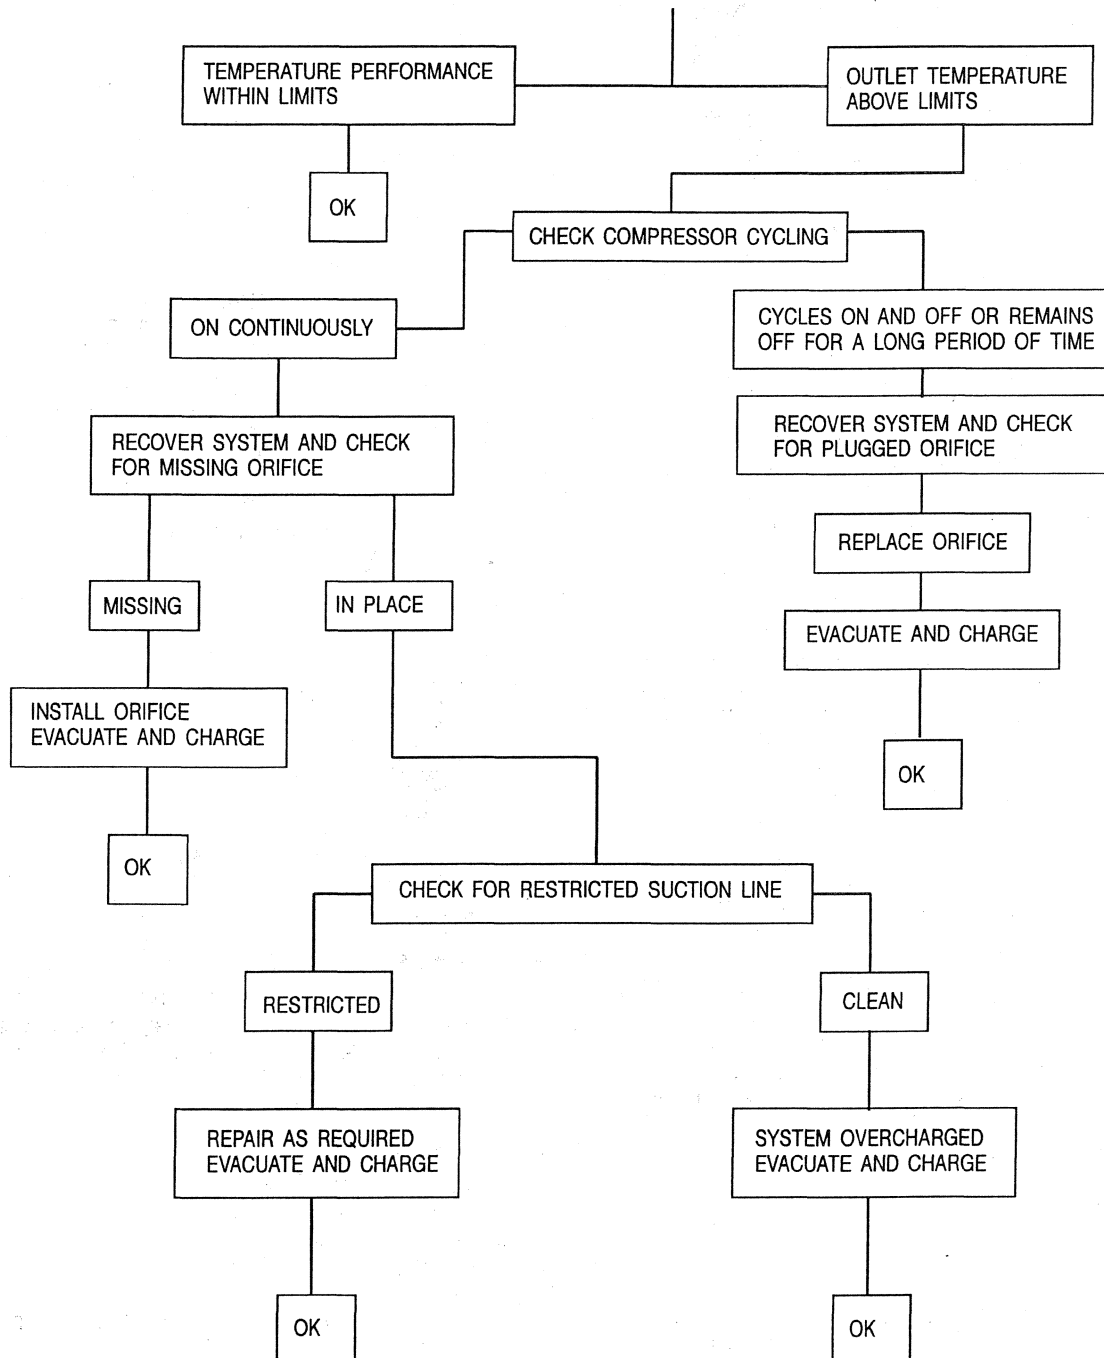 TEMPERATURE PERFORMANCE
WITHIN LIMITS
OUTLET TEMPERATURE
ABOVE LIMITS
OK
CHECK COMPRESSOR CYCLING
ON CONTINUOUSLY
CYCLES ON AND OFF OR REMAINS
OFF FOR A LONG PERIOD OF TIME
RECOVER SYSTEM AND CHECK
FOR MISSING ORIFICE
RECOVER SYSTEM AND CHECK
FOR PLUGGED ORIFICE
REPLACE ORIFICE
MISSING
IN PLACE
EVACUATE AND CHARGE
INSTALL ORIFICE
EVACUATE AND CHARGE
OK
OK
CHECK FOR RESTRICTED SUCTION LINE
RESTRICTED
CLEAN
REPAIR AS REQUIRED
EVACUATE AND CHARGE
SYSTEM OVERCHARGED
EVACUATE AND CHARGE
OK
OK